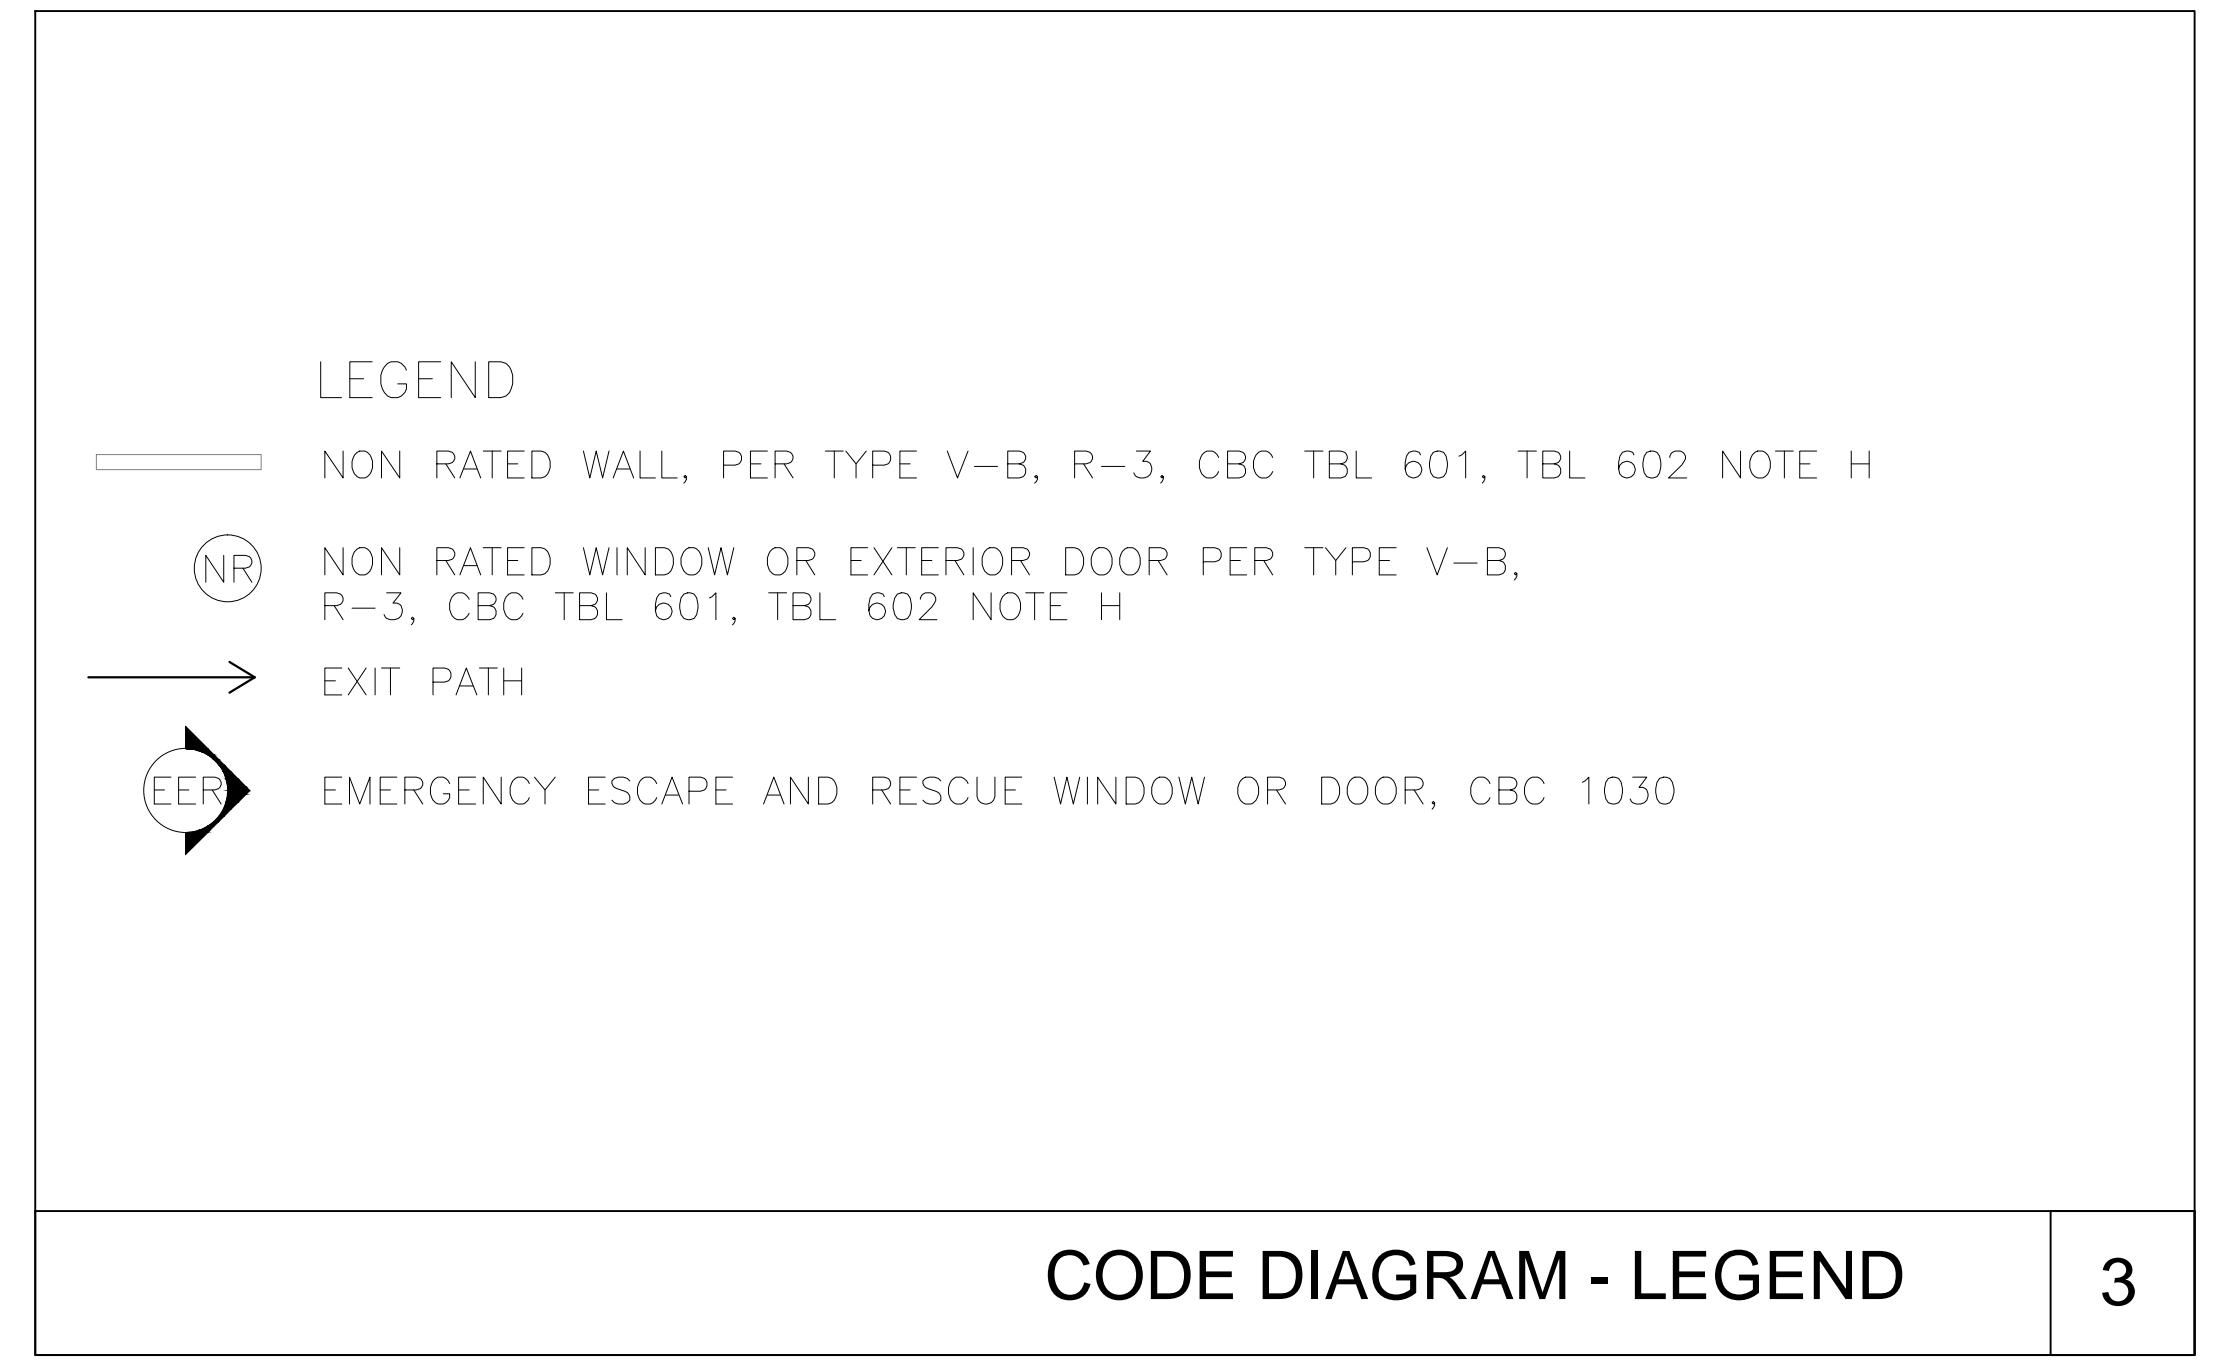 LEGEND
NON RATED WALL, PER TYPE V-B, R-3, CBC TBL 601, TBL 602 NOTE H
NR
NON RATED WINDOW OR EXTERIOR DOOR PER TYPE V-B,
R-3, CBC TBL 601, TBL 602 NOTE H
EXIT PATH
EER
EMERGENCY ESCAPE AND RESCUE WINDOW OR DOOR, CBC 1030
CODE DIAGRAM - LEGEND
3